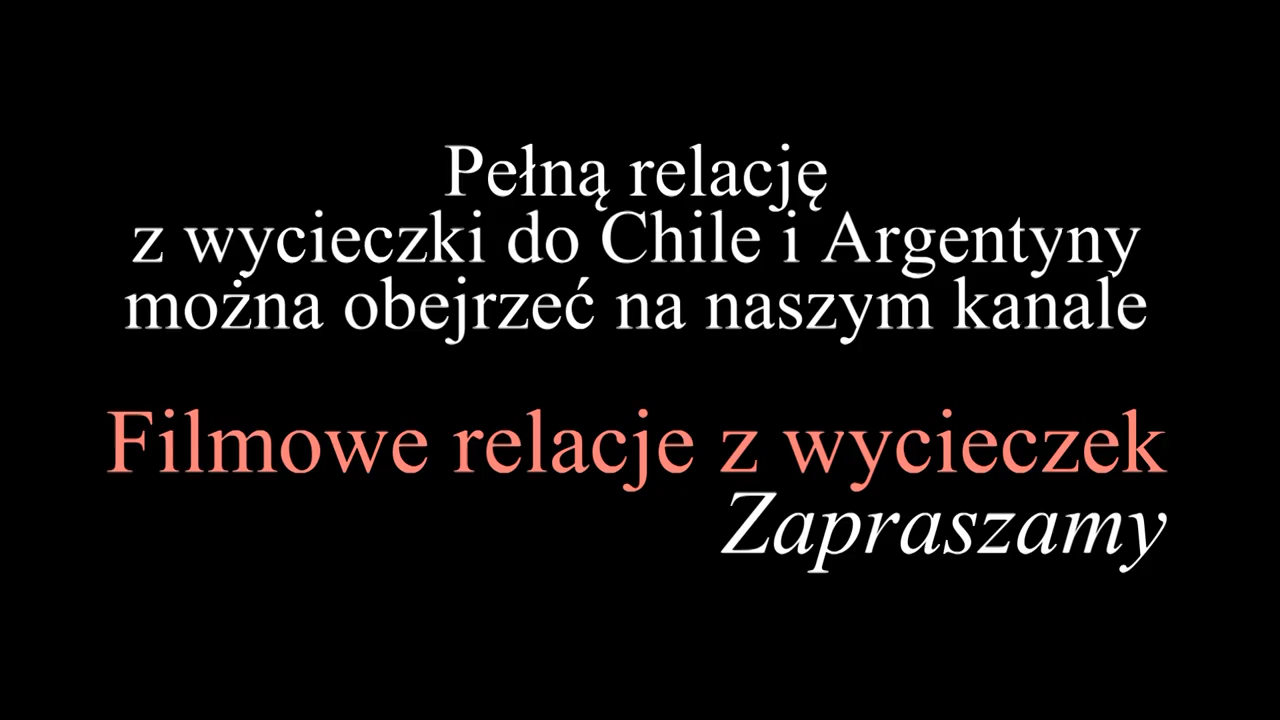 Pełną relację
z wycieczki do Chile i Argentyny
można obejrzeć na naszym kanale
Filmowe relacje z wycieczek
Zapraszamy